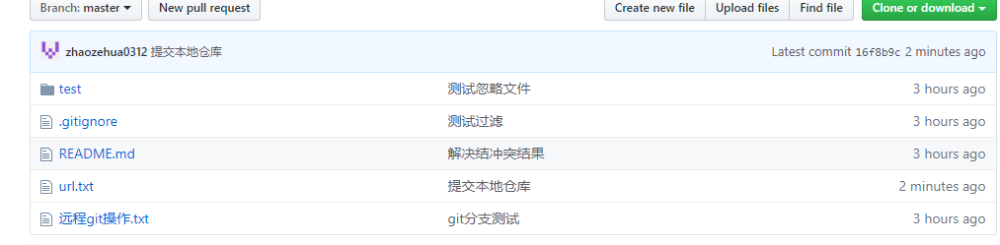 Branch: master New pull request Create new file Upload files Find file Clone or download
zhaozehua0312 提交本地仓库 Latest commit 16f8b9c 2 minutes ago
test 测试忽略文件 3 hours ago
.gitignore 测试过滤 3 hours ago
README.md 解决结冲突结果 3 hours ago
url.txt 提交本地仓库 2 minutes ago
远程git操作.txt git分支测试 3 hours ago